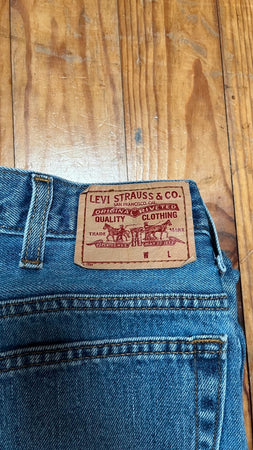 LEVI STRAUSS & CO.
SAN FRANCISCO, CAL.
ORIGINAL RIVETED
QUALITY CLOTHING
TRADE MARK
W L